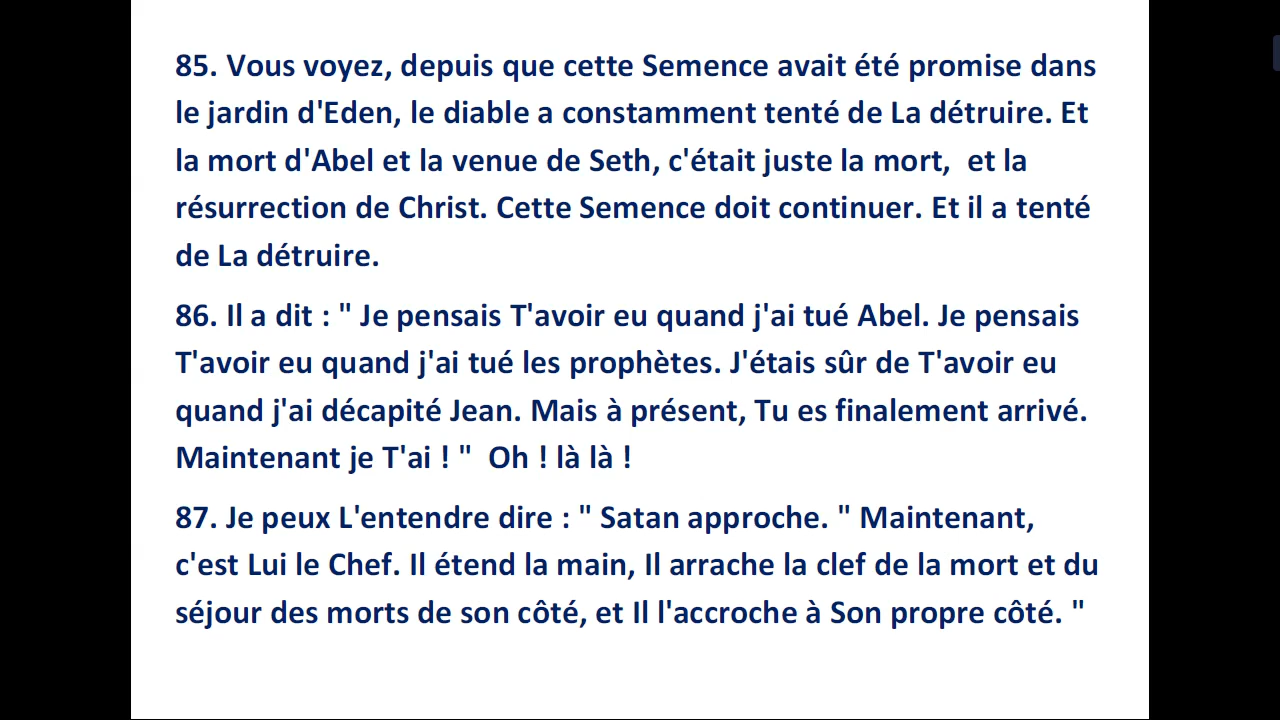 85. Vous voyez, depuis que cette Semence avait été promise dans
le jardin d'Eden, le diable a constamment tenté de La détruire. Et
la mort d'Abel et la venue de Seth, c'était juste la mort,  et la
résurrection de Christ. Cette Semence doit continuer. Et il a tenté
de La détruire.
86. Il a dit : " Je pensais T'avoir eu quand j'ai tué Abel. Je pensais
T'avoir eu quand j'ai tué les prophètes. J'étais sûr de T'avoir eu
quand j'ai décapité Jean. Mais à présent, Tu es finalement arrivé.
Maintenant je T'ai ! "  Oh ! là là !
87. Je peux L'entendre dire : " Satan approche. " Maintenant,
c'est Lui le Chef. Il étend la main, Il arrache la clef de la mort et du
séjour des morts de son côté, et Il l'accroche à Son propre côté. "